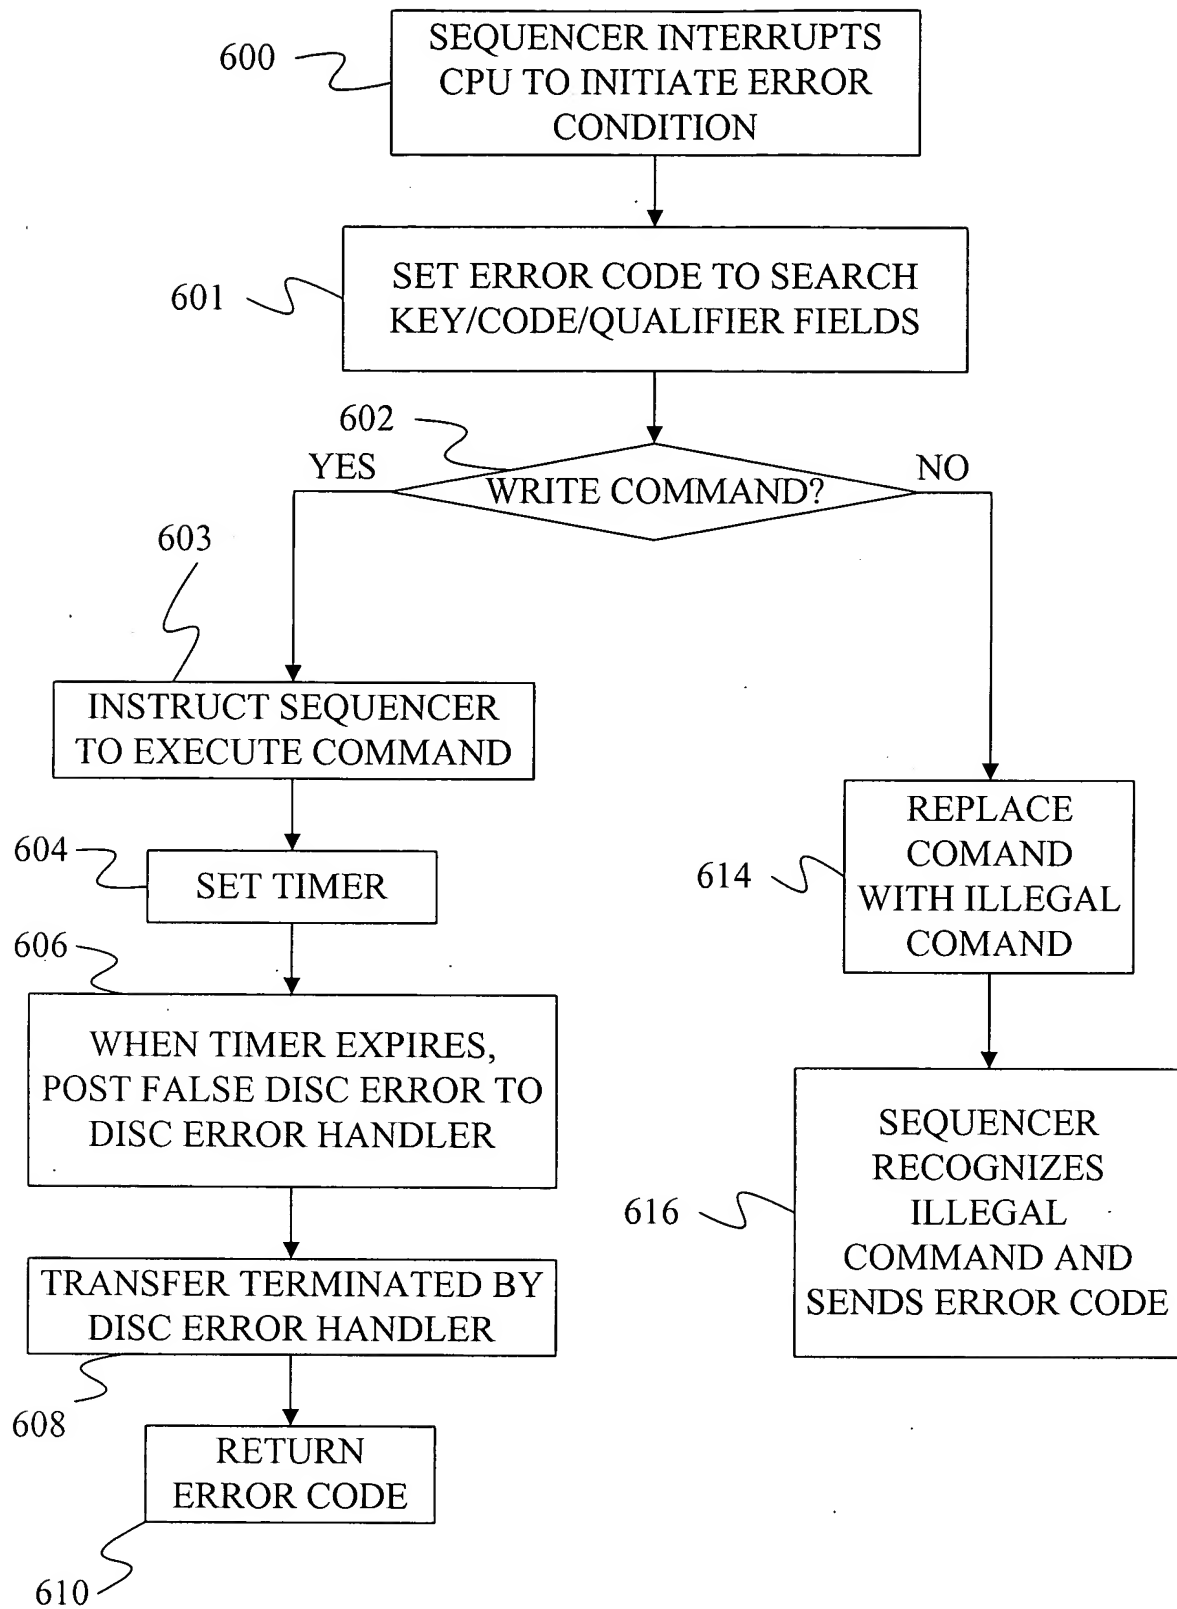 600
SEQUENCER INTERRUPTS
CPU TO INITIATE ERROR
CONDITION
601
SET ERROR CODE TO SEARCH
KEY/CODE/QUALIFIER FIELDS
602
YES
WRITE COMMAND?
NO
603
INSTRUCT SEQUENCER
TO EXECUTE COMMAND
604
SET TIMER
606
WHEN TIMER EXPIRES,
POST FALSE DISC ERROR TO
DISC ERROR HANDLER
TRANSFER TERMINATED BY
DISC ERROR HANDLER
608
RETURN
ERROR CODE
610
614
REPLACE
COMAND
WITH ILLEGAL
COMAND
616
SEQUENCER
RECOGNIZES
ILLEGAL
COMMAND AND
SENDS ERROR CODE